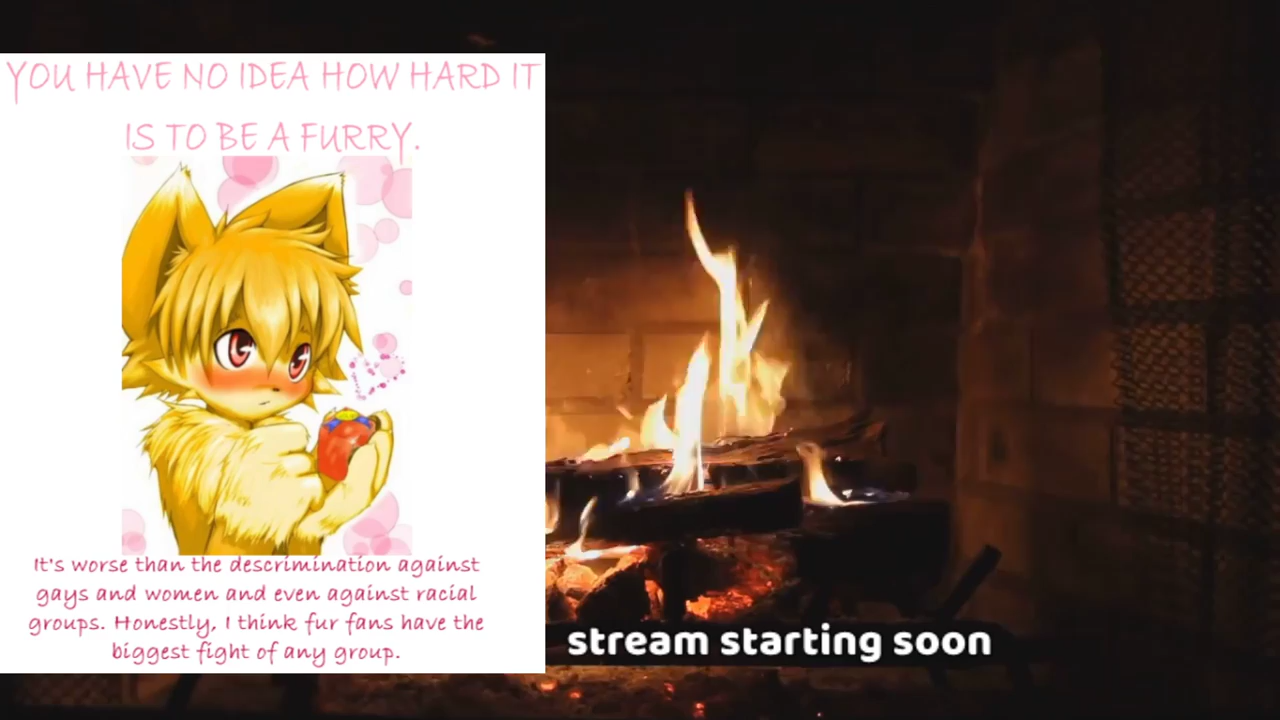 YOU HAVE NO IDEA HOW HARD IT
IS TO BE A FURRY.
It's worse than the descrimination against
gays and women and even against racial
groups. Honestly, I think fur fans have the
biggest fight of any group.
stream starting soon